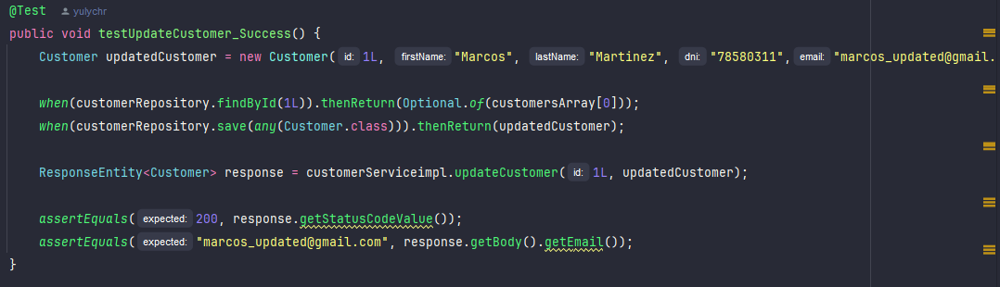 @Test yulychr
public void testUpdateCustomer_Success() {
Customer updatedCustomer = new Customer( id: 1L, firstName: "Marcos", lastName: "Martinez", dni: "78580311", email: "marcos_updated@gmail.
when(customerRepository.findById(1L)).thenReturn(Optional.of(customersArray[0]));
when(customerRepository.save(any(Customer.class))).thenReturn(updatedCustomer);
ResponseEntity<Customer> response = customerServiceimpl.updateCustomer( id: 1L, updatedCustomer);
assertEquals( expected: 200, response.getStatusCodeValue());
assertEquals( expected: "marcos_updated@gmail.com", response.getBody().getEmail());
}